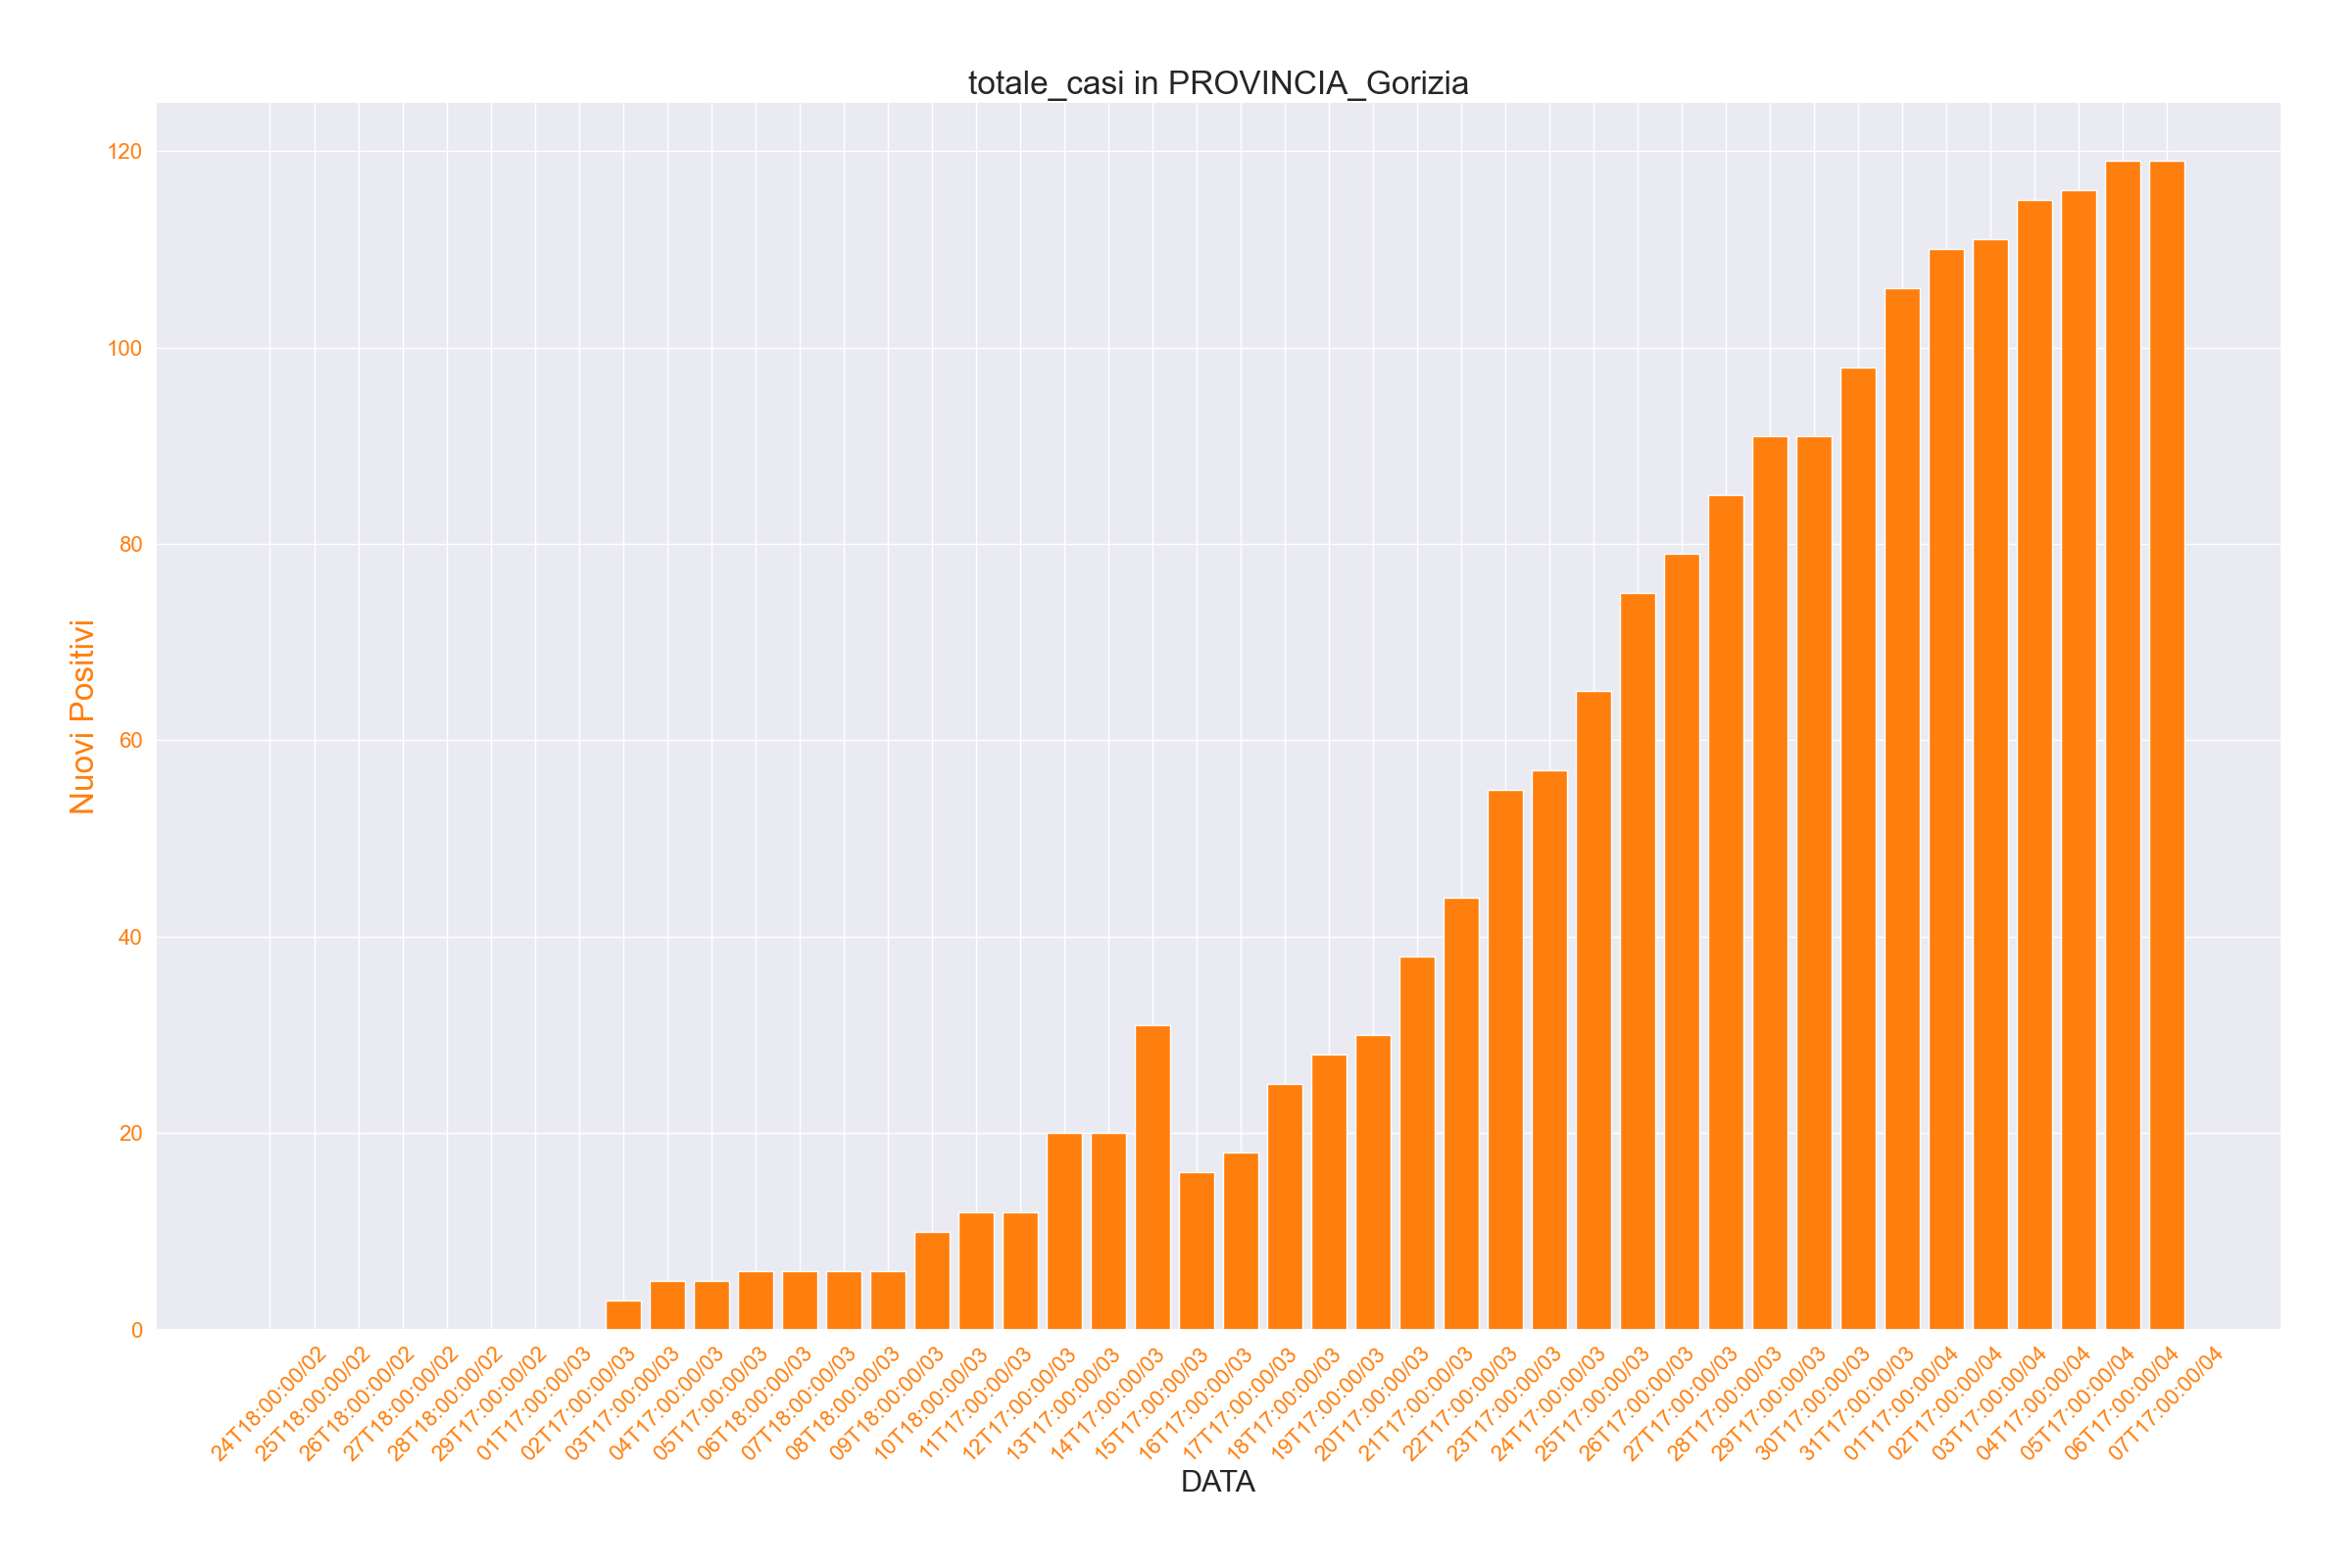 totale_casi in PROVINCIA_Gorizia
120
100
80
60
40
20
0
Nuovi Positivi
24T18:00:00/02
25T18:00:00/02
26T18:00:00/02
27T18:00:00/02
28T18:00:00/02
29T17:00:00/02
01T17:00:00/03
02T17:00:00/03
03T17:00:00/03
04T17:00:00/03
05T17:00:00/03
06T18:00:00/03
07T18:00:00/03
08T18:00:00/03
09T18:00:00/03
10T18:00:00/03
11T17:00:00/03
12T17:00:00/03
13T17:00:00/03
14T17:00:00/03
15T17:00:00/03
16T17:00:00/03
17T17:00:00/03
18T17:00:00/03
19T17:00:00/03
20T17:00:00/03
21T17:00:00/03
22T17:00:00/03
23T17:00:00/03
24T17:00:00/03
25T17:00:00/03
26T17:00:00/03
27T17:00:00/03
28T17:00:00/03
29T17:00:00/03
30T17:00:00/03
31T17:00:00/03
01T17:00:00/04
02T17:00:00/04
03T17:00:00/04
04T17:00:00/04
05T17:00:00/04
06T17:00:00/04
07T17:00:00/04
DATA